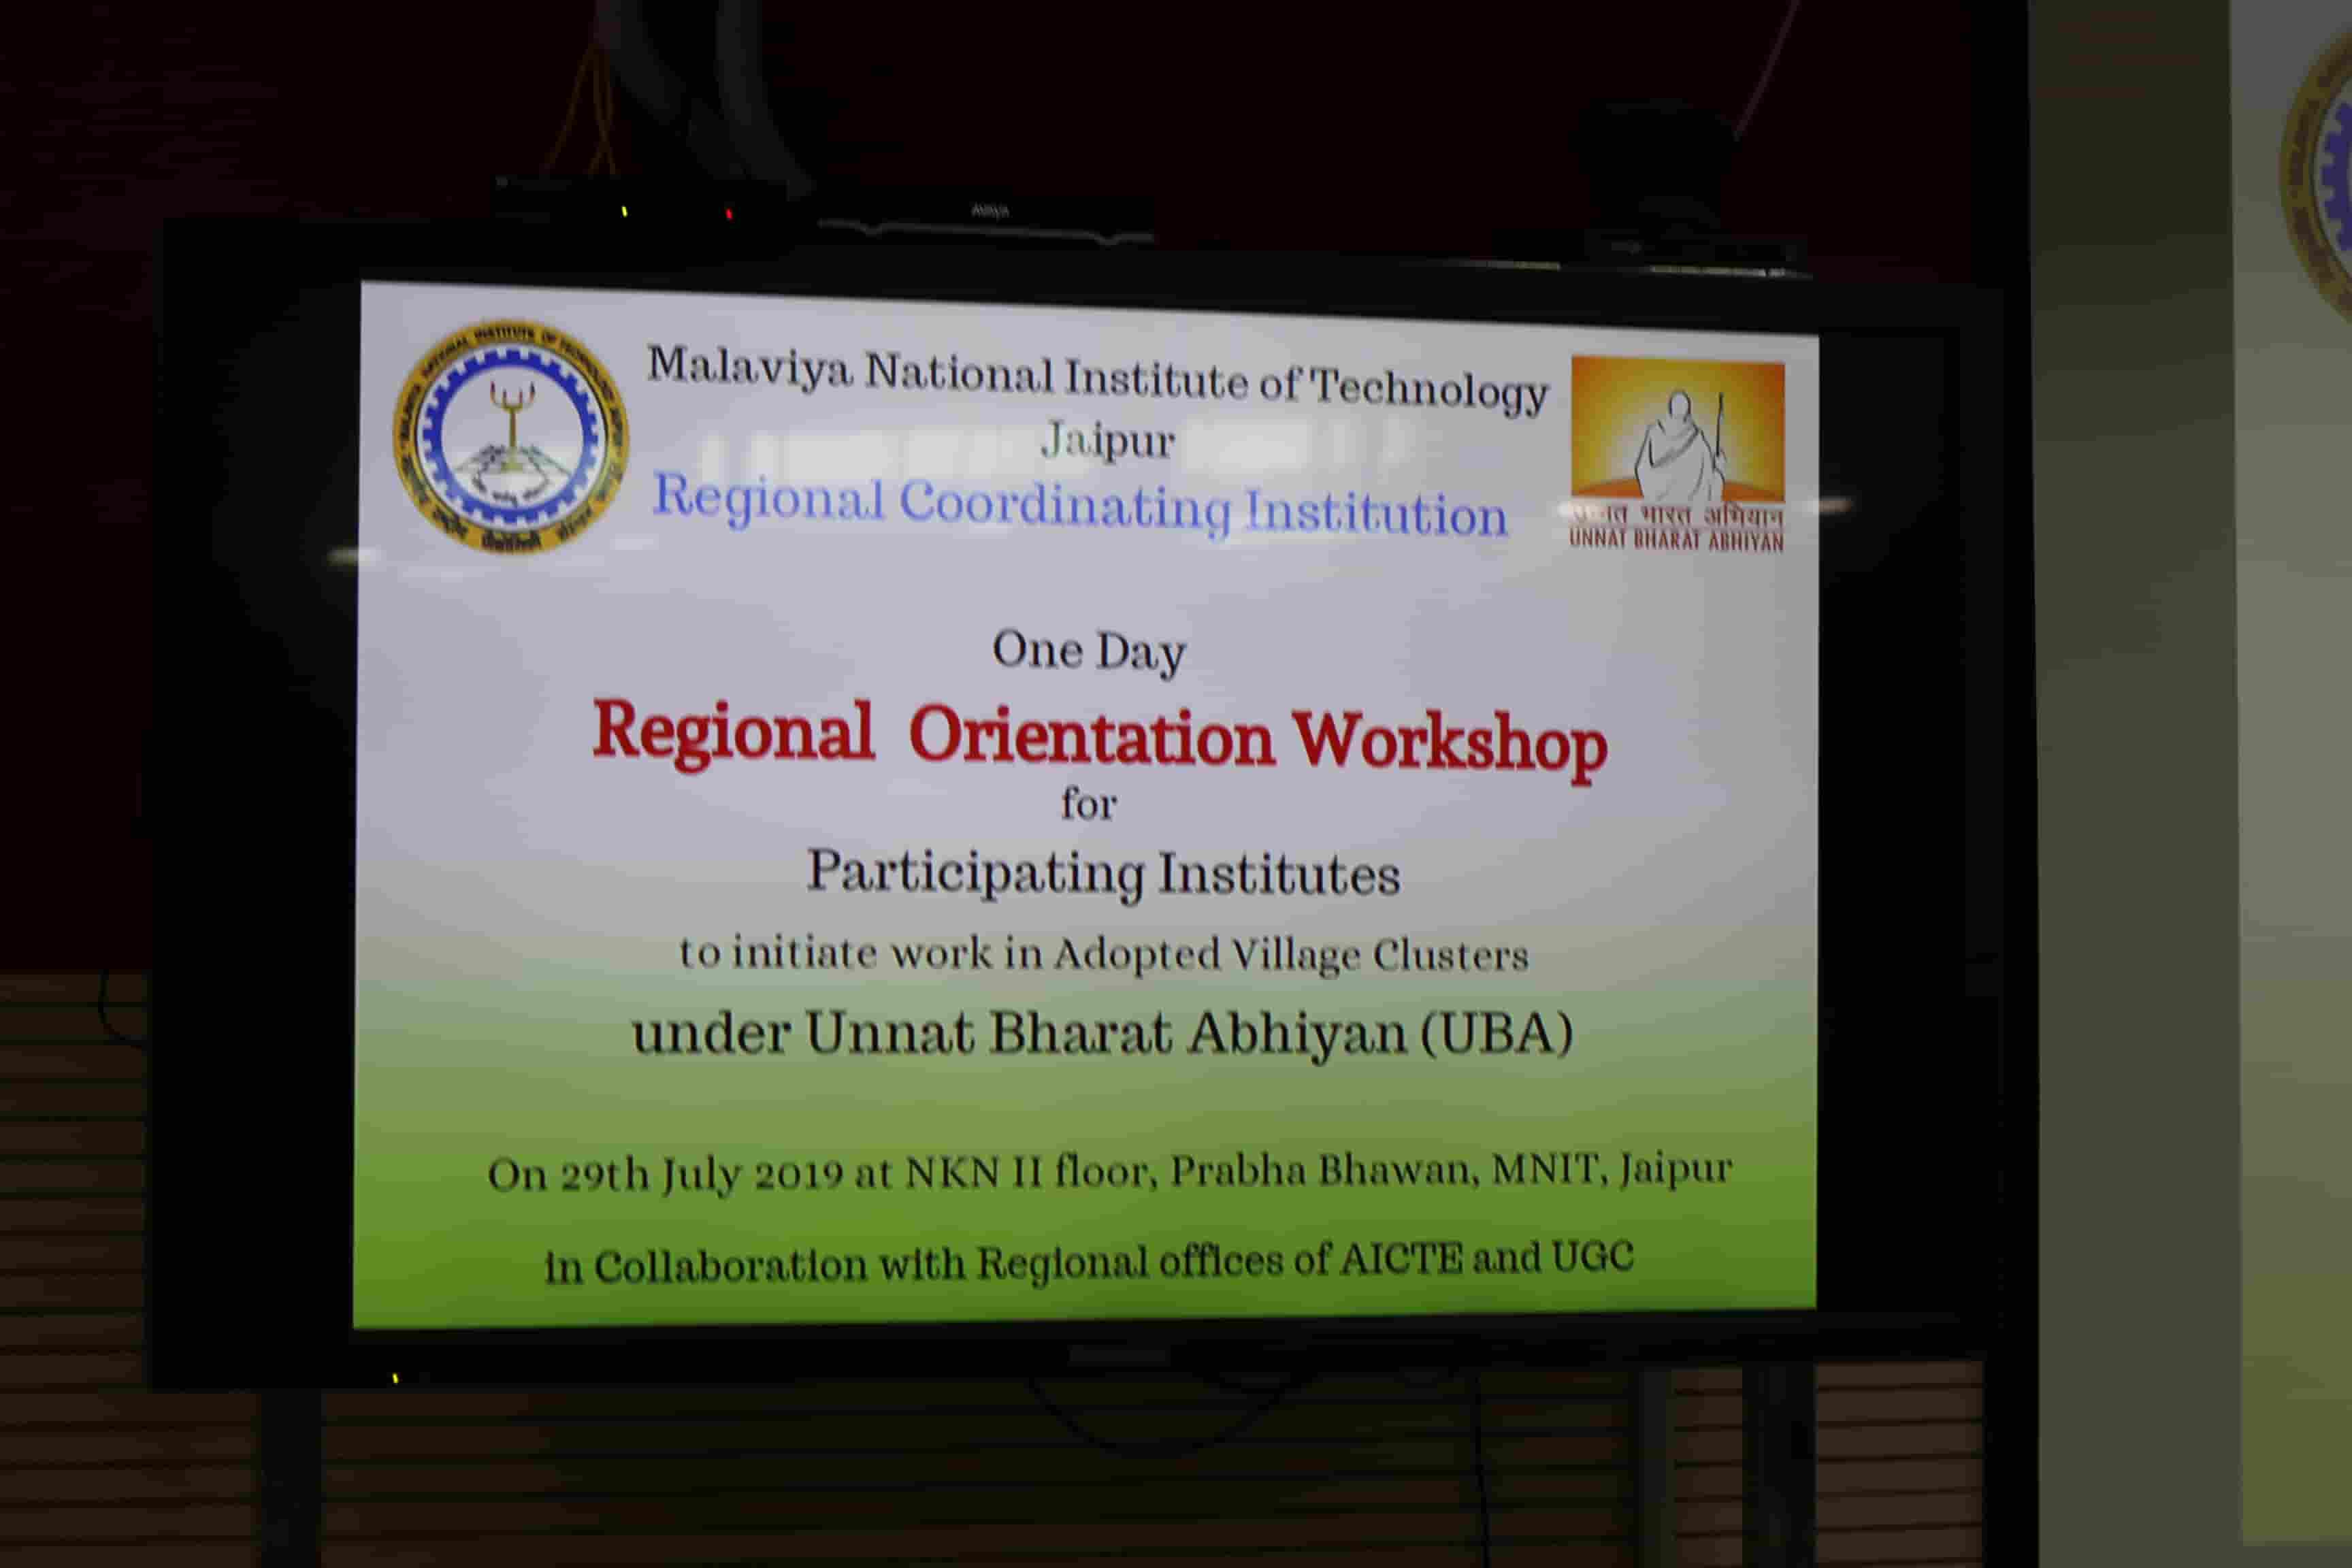 AVAYA
Malaviya National Institute of Technology
Jaipur
Regional Coordinating Institution
भारत अभियान
UNNAT BHARAT ABHIYAN
One Day
Regional Orientation Workshop
for
Participating Institutes
to initiate work in Adopted Village Clusters
under Unnat Bharat Abhiyan (UBA)
On 29th July 2019 at NKN II floor, Prabha Bhawan, MNIT, Jaipur
in Collaboration with Regional offices of AICTE and UGC